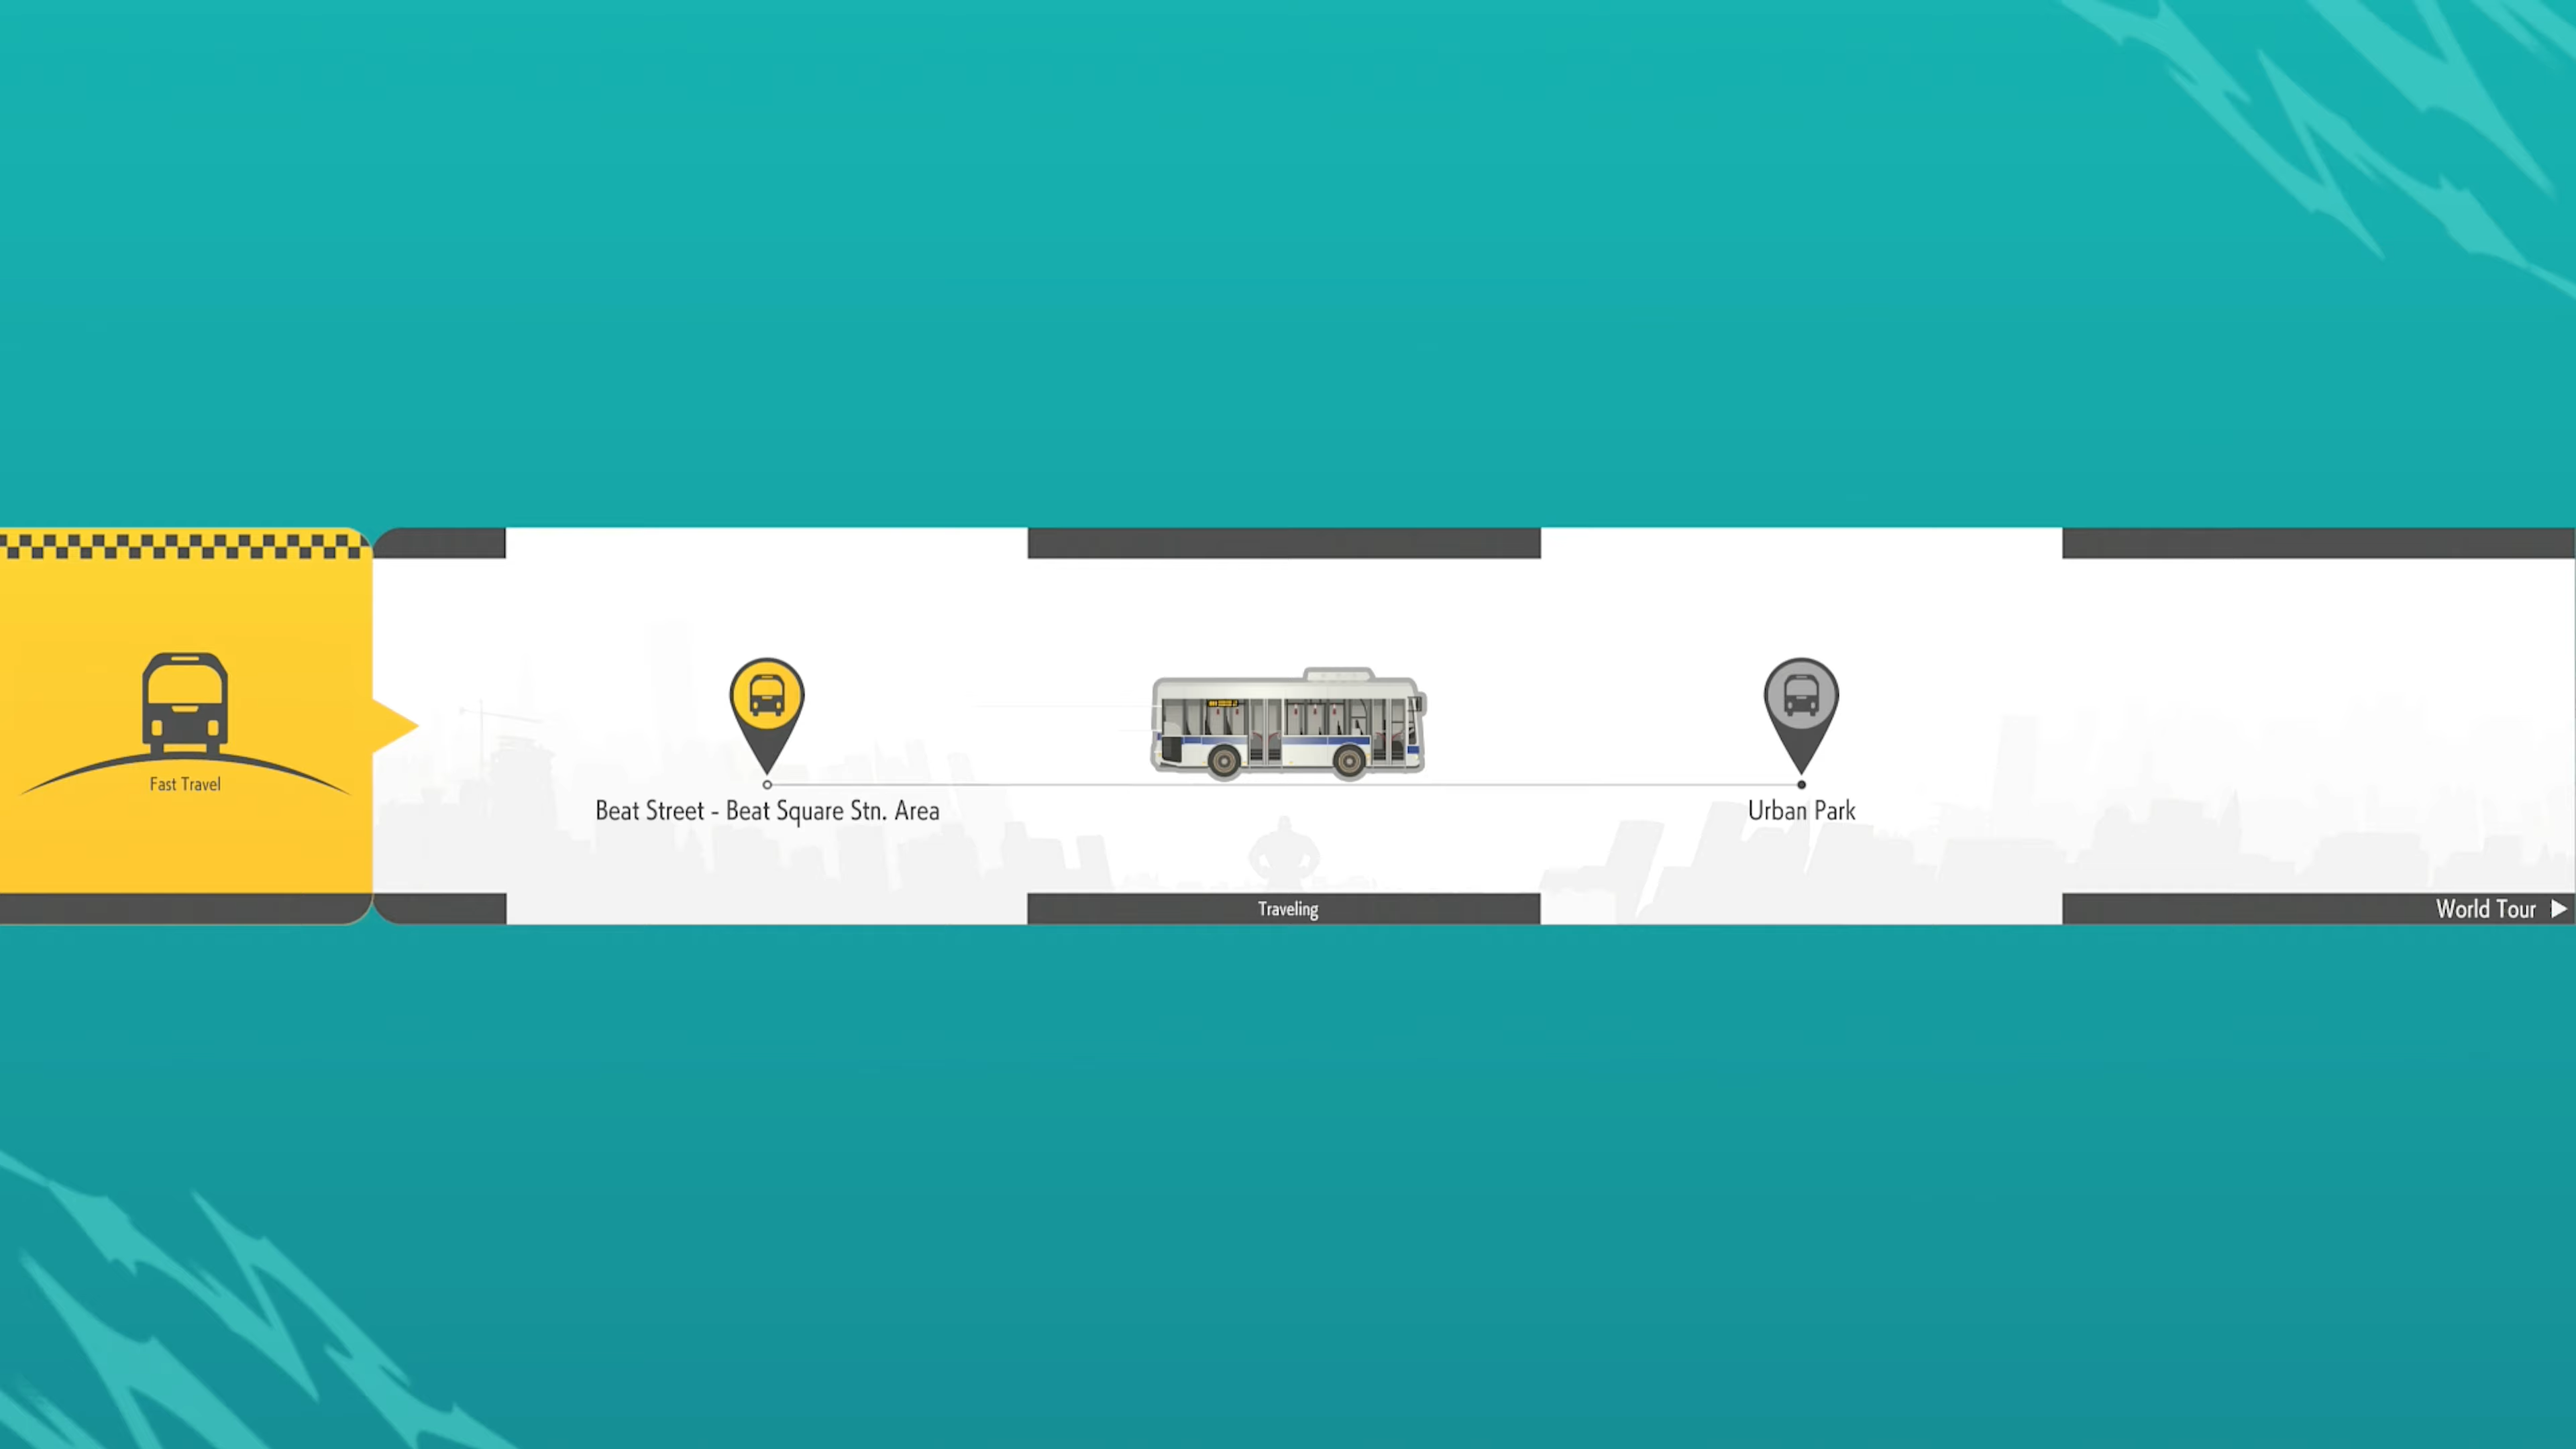 Fast Travel
Beat Street - Beat Square Stn. Area
Urban Park
Traveling
World Tour